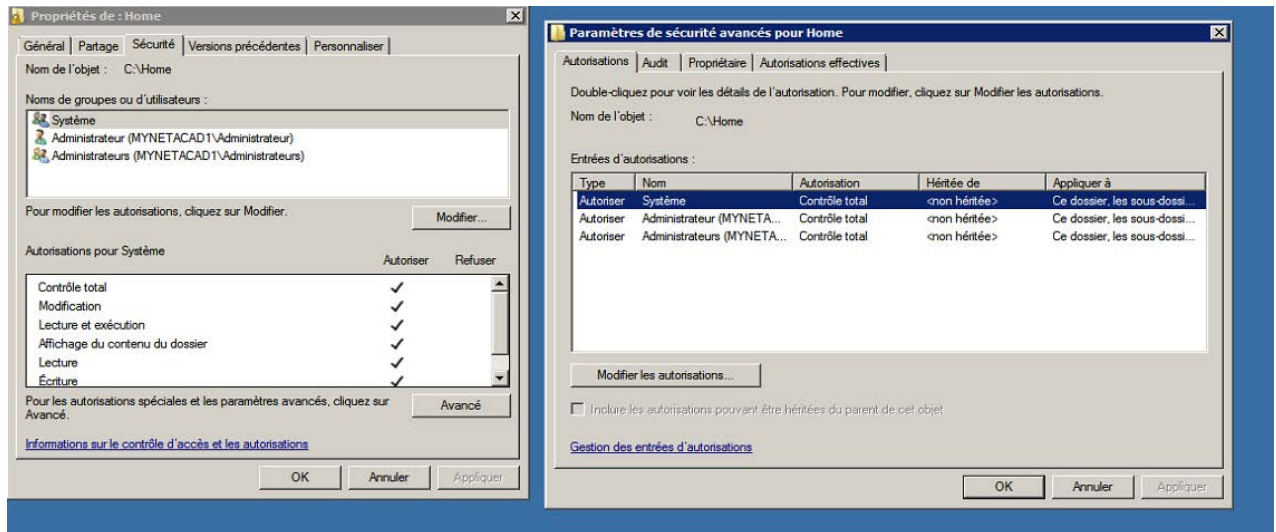 Propriétés de : Home
Général Partage Sécurité Versions précédentes Personnaliser
Nom de l'objet : C:\Home
Noms de groupes ou d'utilisateurs :
Système
Administrateur (MYNETACAD1\Administrateur)
Administrateurs (MYNETACAD1\Administrateurs)
Pour modifier les autorisations, cliquez sur Modifier.
Modifier...
Autorisations pour Système
Autoriser Refuser
Contrôle total
Modification
Lecture et exécution
Affichage du contenu du dossier
Lecture
Écriture
Pour les autorisations spéciales et les paramètres avancés, cliquez sur
Avancé.
Avancé
Informations sur le contrôle d'accès et les autorisations
OK Annuler Appliquer
Paramètres de sécurité avancés pour Home
Autorisations Audit Propriétaire Autorisations effectives
Double-cliquez pour voir les détails de l'autorisation. Pour modifier, cliquez sur Modifier les autorisations.
Nom de l'objet : C:\Home
Entrées d'autorisations :
Type Nom Autorisation Héritée de Appliquer à
Autoriser Système Contrôle total <non héritée> Ce dossier, les sous-dossi...
Autoriser Administrateur (MYNETA... Contrôle total <non héritée> Ce dossier, les sous-dossi...
Autoriser Administrateurs (MYNETA... Contrôle total <non héritée> Ce dossier, les sous-dossi...
Modifier les autorisations...
Inclure les autorisations pouvant être héritées du parent de cet objet
Gestion des entrées d'autorisations
OK Annuler Appliquer